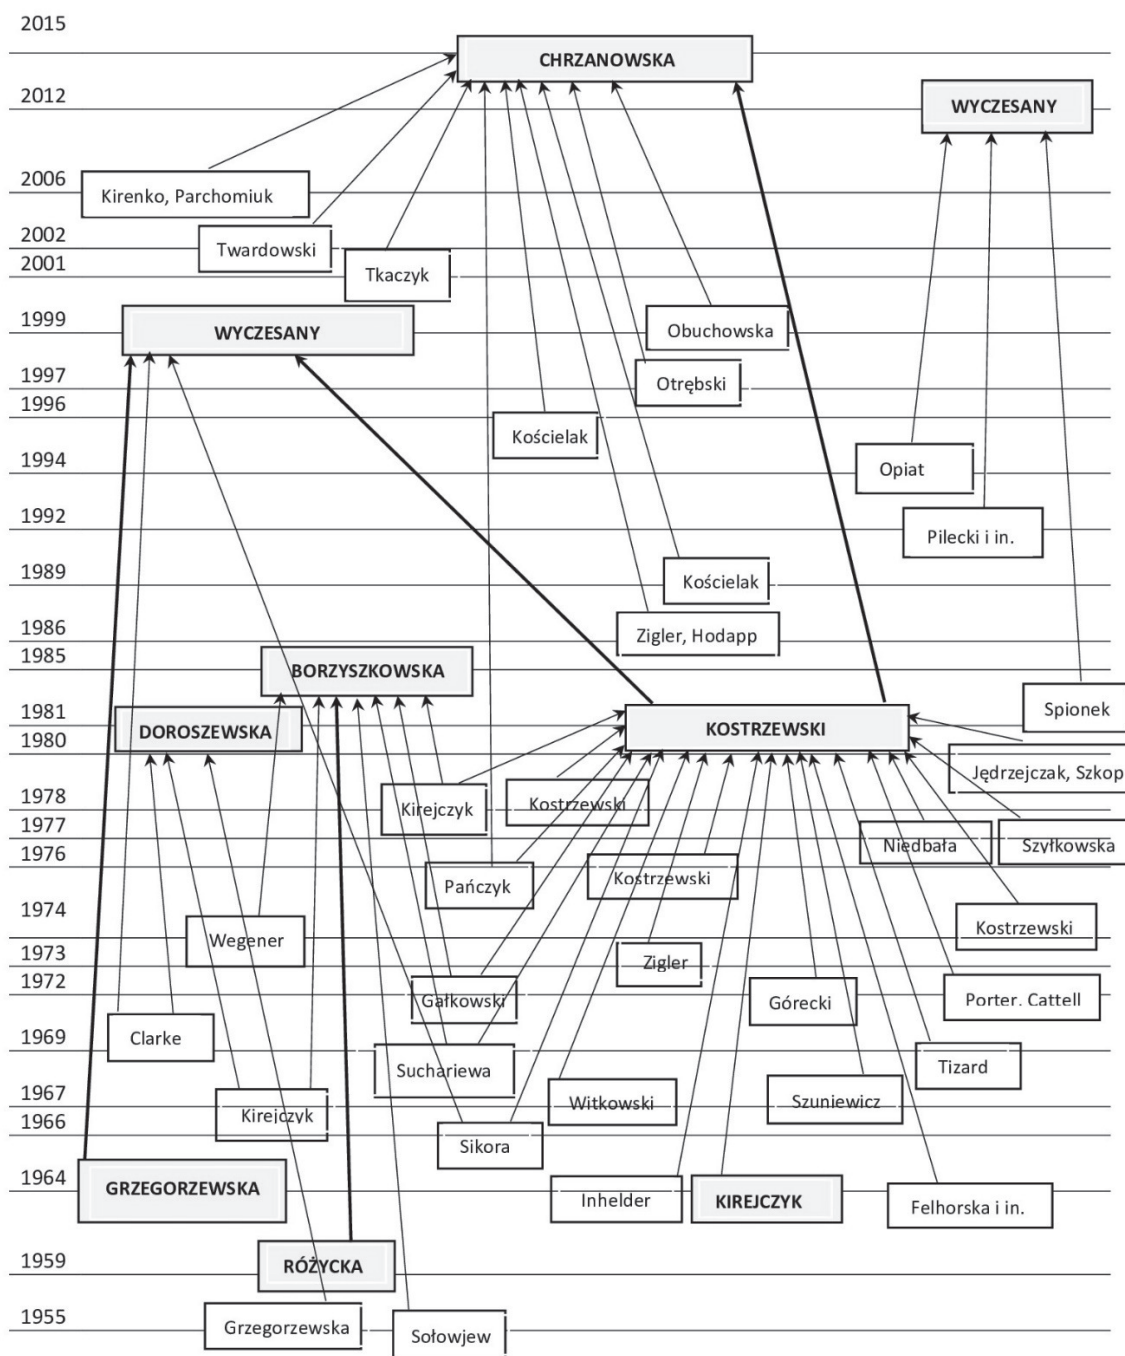 2015
CHRZANOWSKA
2012
WYCZESANY
2006
Kirenko, Parchomiuk
2002
Twardowski
2001
Tkaczyk
1999
WYCZESANY
Obuchowska
1997
Otrębski
1996
Kościelak
1994
Opiat
1992
Pilecki i in.
1989
Kościelak
1986
Zigler, Hodapp
1985
BORZYSZKOWSKA
Spionek
1981
DOROSZEWSKA
KOSTRZEWSKI
1980
Jędrzejczak, Szkop
1978
Kirejczyk
Kostrzewski
1977
Niedbała
Szyłkowska
1976
Pańczyk
Kostrzewski
1974
Wegener
Kostrzewski
1973
Zigler
1972
Gałkowski
Górecki
Porter. Cattell
1969
Clarke
Suchariewa
Tizard
1967
Kirejczyk
Witkowski
Szuniewicz
1966
Sikora
1964
GRZEGORZEWSKA
Inhelder
KIREJCZYK
Felhorska i in.
1959
RÓŻYCKA
1955
Grzegorzewska
Sołowjew